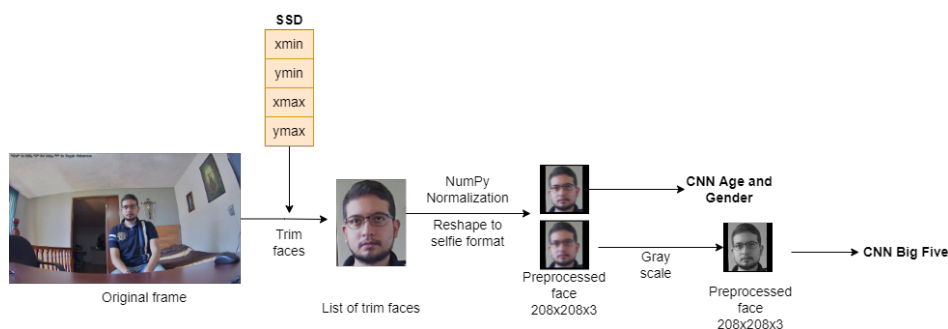 SSD
xmin
ymin
xmax
ymax
Original frame
Trim
faces
List of trim faces
NumPy
Normalization
Reshape to
selfie format
Preprocessed
face
208x208x3
CNN Age and
Gender
Gray
scale
Preprocessed
face
208x208x3
CNN Big Five